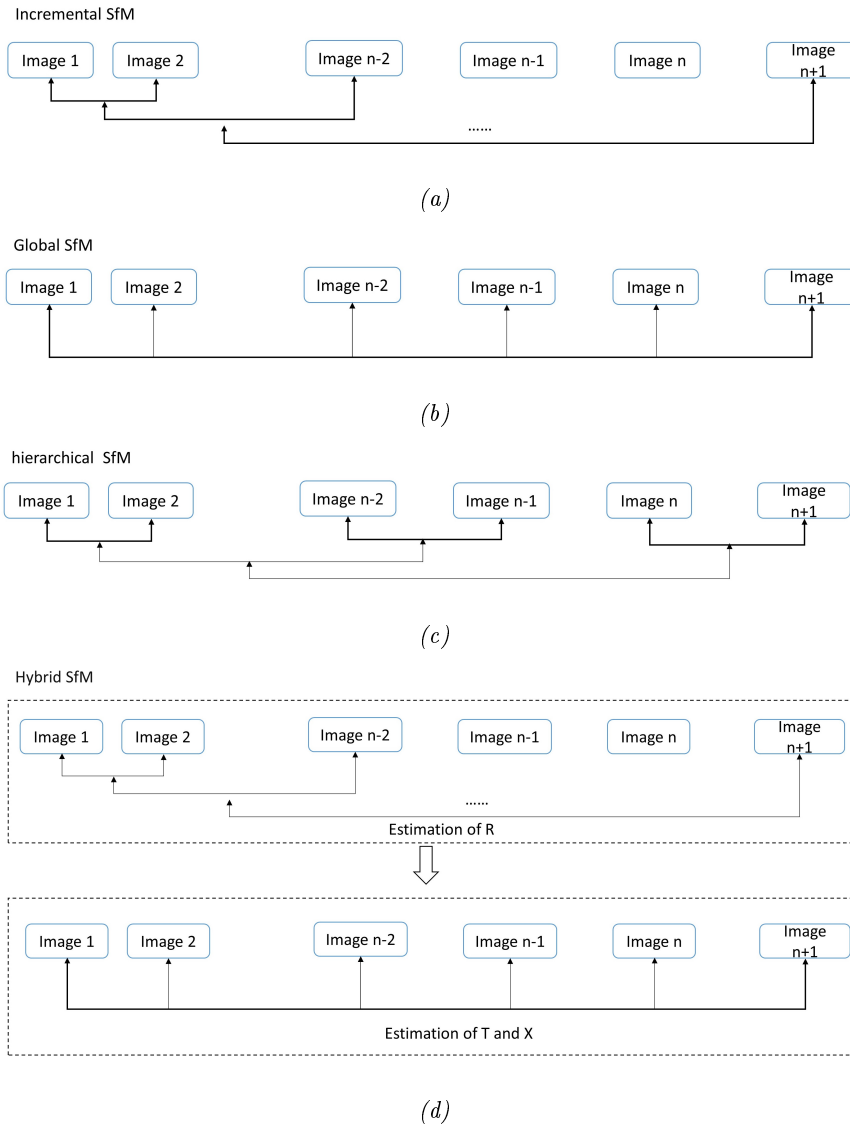 Incremental SfM
Image 1 Image 2 Image n-2 Image n-1 Image n Image
n+1
......
(a)
Global SfM
Image 1 Image 2 Image n-2 Image n-1 Image n Image
n+1
(b)
hierarchical SfM
Image 1 Image 2 Image n-2 Image n-1 Image n Image
n+1
(c)
Hybrid SfM
Image 1 Image 2 Image n-2 Image n-1 Image n Image
n+1
......
Estimation of R
Image 1 Image 2 Image n-2 Image n-1 Image n Image
n+1
Estimation of T and X
(d)